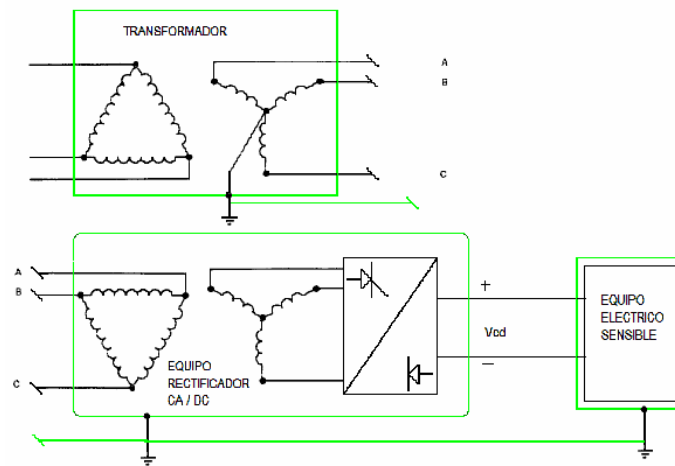 TRANSFORMADOR
A
B
C
A
B
C
EQUIPO
RECTIFICADOR
CA / DC
+
Vcd
—
EQUIPO
ELECTRICO
SENSIBLE